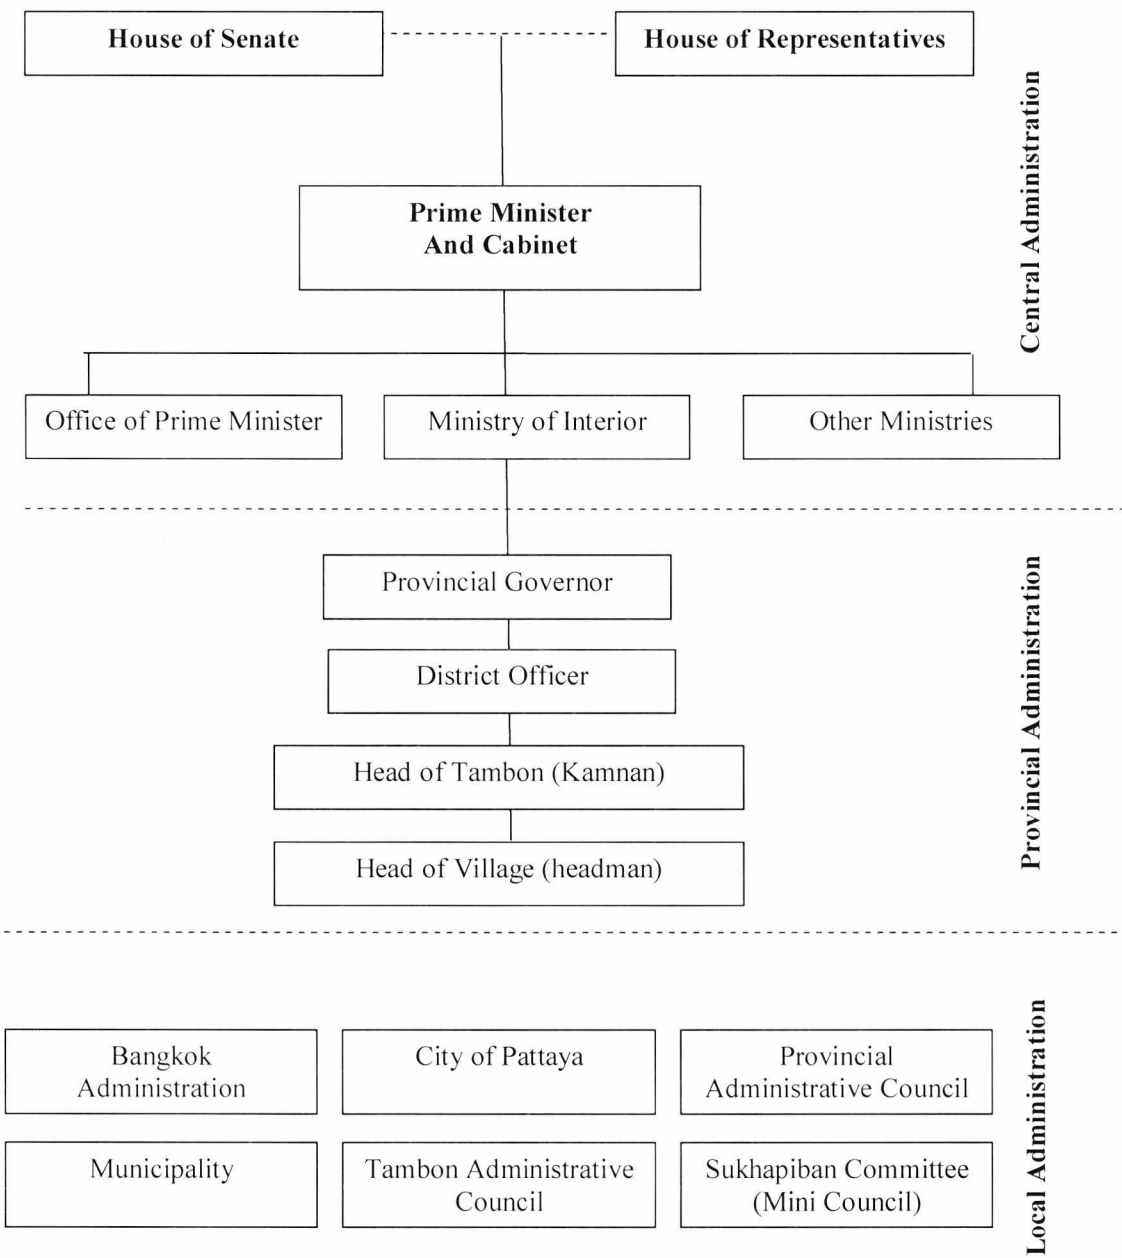 House of Senate
House of Representatives
Central Administration
Prime Minister
And Cabinet
Office of Prime Minister
Ministry of Interior
Other Ministries
Provincial Governor
Provincial Administration
District Officer
Head of Tambon (Kamnan)
Head of Village (headman)
Bangkok
Administration
City of Pattaya
Provincial
Administrative Council
Local Administration
Municipality
Tambon Administrative
Council
Sukhapiban Committee
(Mini Council)